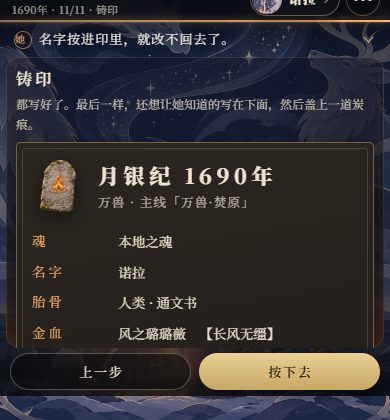 1690年 · 11/11 · 铸印
诺拉
她 名字按进印里，就改不回去了。
铸印
都写好了。最后一样，还想让她知道的写在下面，然后盖上一道炭
痕。
月银纪 1690年
万兽 · 主线「万兽·焚原」
魂 本地之魂
名字 诺拉
胎骨 人类 · 通文书
金血 风之璐璐薇 【长风无缰】
上一步 按下去